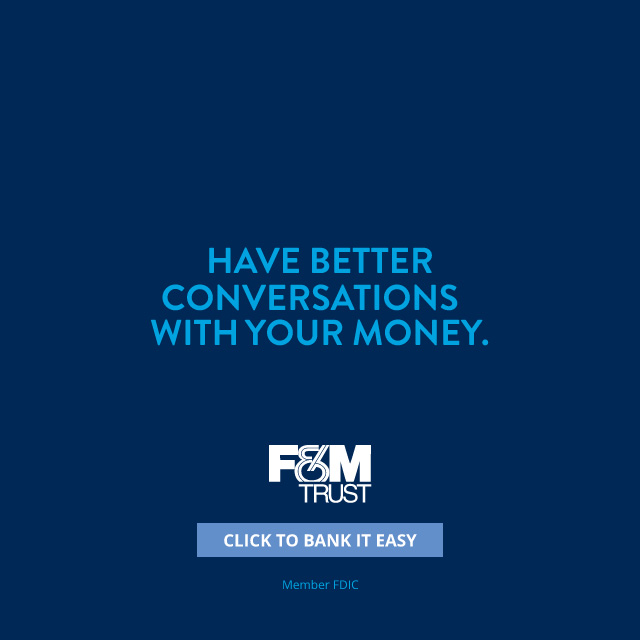 HAVE BETTER
CONVERSATIONS
WITH YOUR MONEY.
F&M
TRUST
CLICK TO BANK IT EASY
Member FDIC